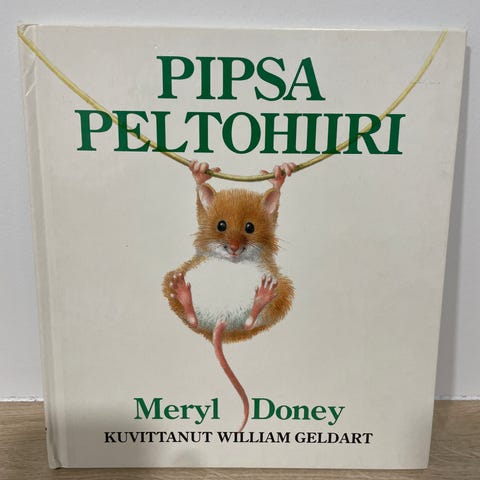 PIPSA
PELTOHIIRI
Meryl Doney
KUVITTANUT WILLIAM GELDART